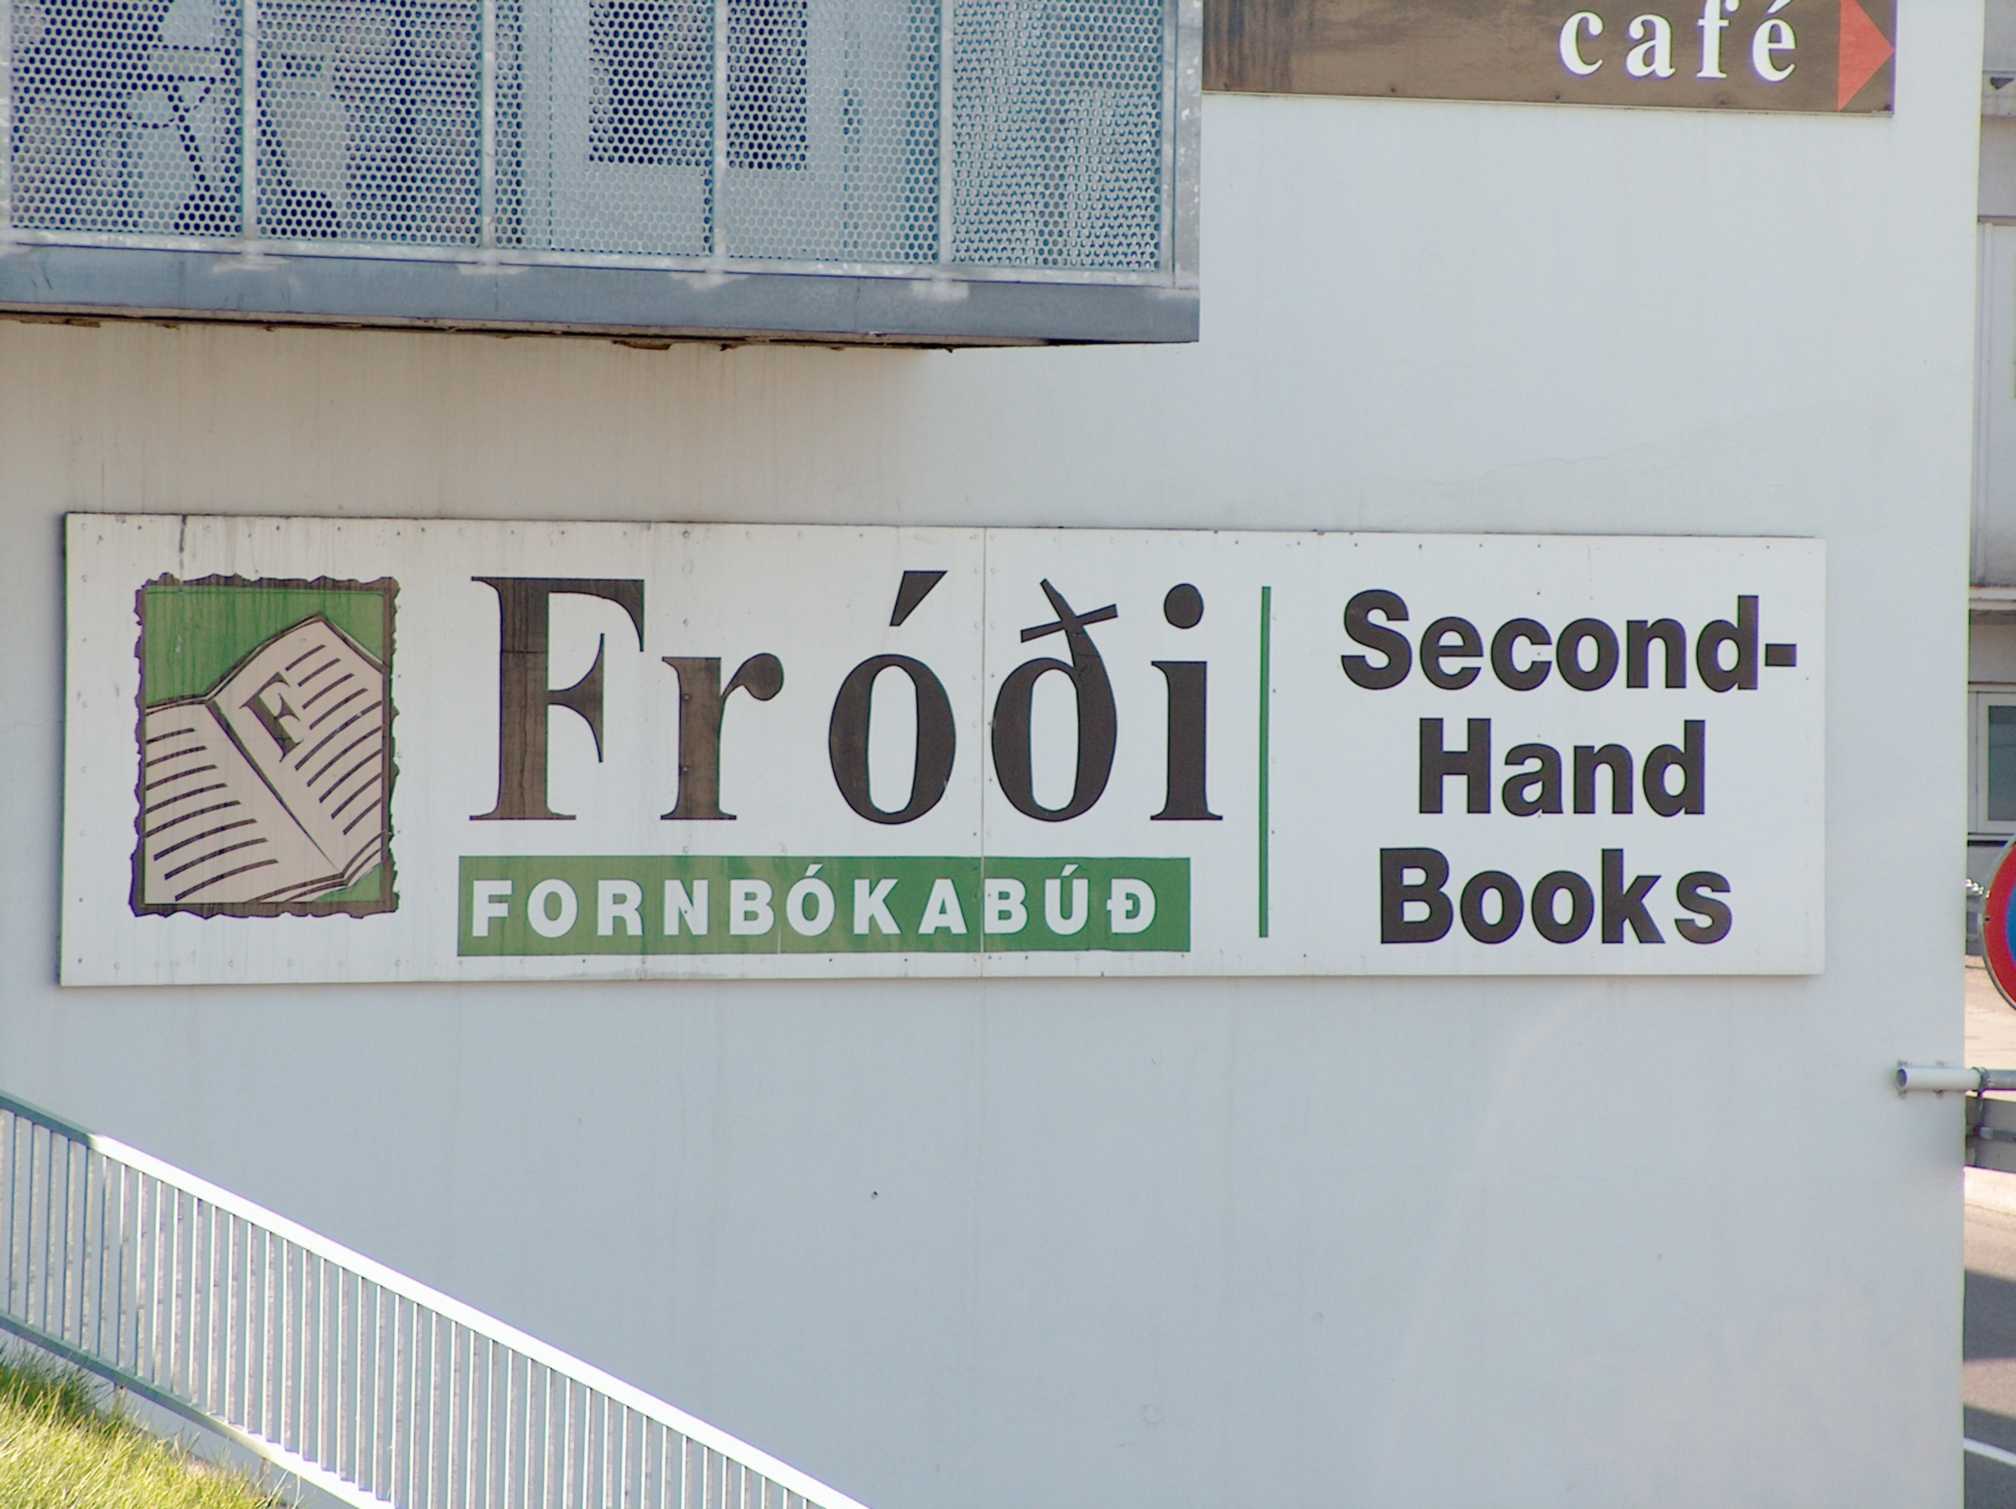 café
F
Fróði
FORNBÓKABÚÐ
Second-
Hand
Books